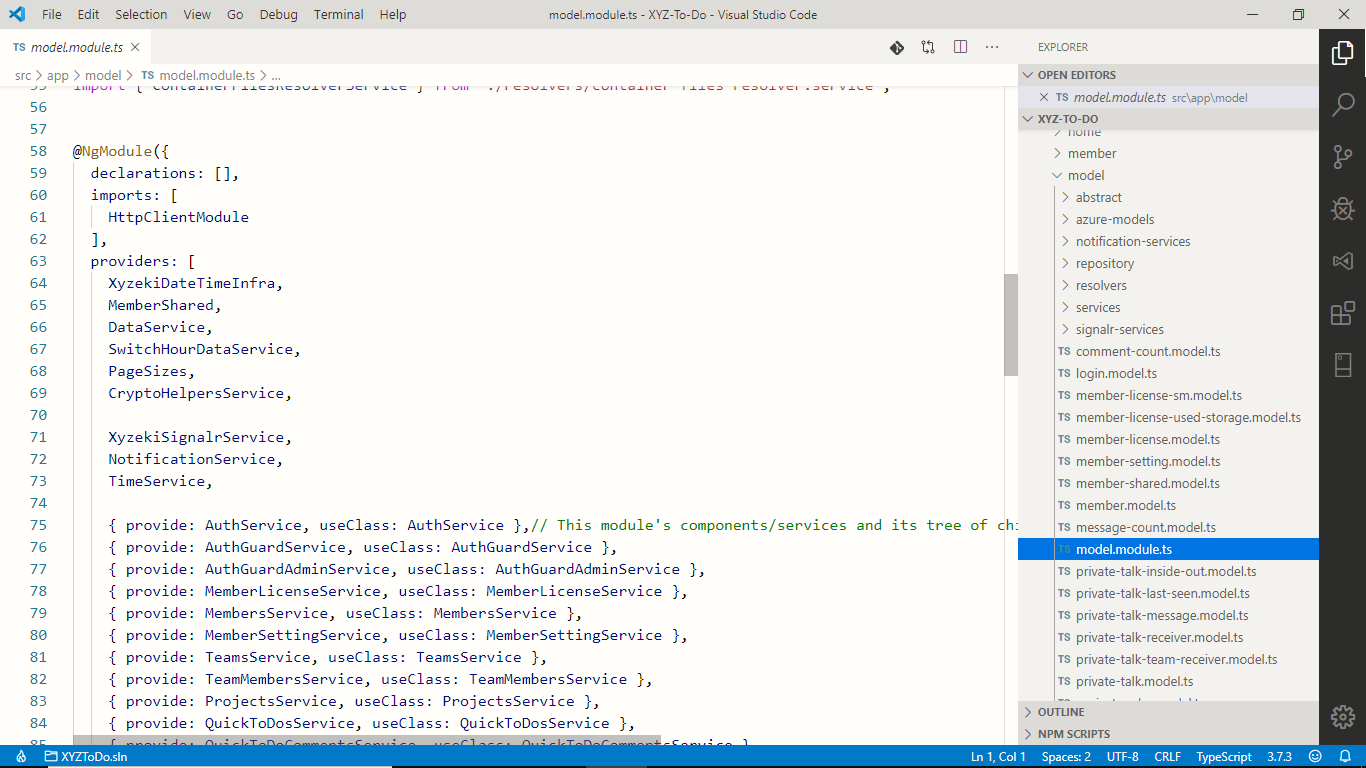 File Edit Selection View Go Debug Terminal Help
model.module.ts - XYZ-To-Do - Visual Studio Code
TS model.module.ts
src > app > model > TS model.module.ts > ...
55 import { ContainerFilesResolverService } from './resolvers/container-files-resolver.service';
56
57
58 @NgModule({
59 declarations: [],
60 imports: [
61 HttpClientModule
62 ],
63 providers: [
64 XyzekiDateTimeInfra,
65 MemberShared,
66 DataService,
67 SwitchHourDataService,
68 PageSizes,
69 CryptoHelpersService,
70
71 XyzekiSignalrService,
72 NotificationService,
73 TimeService,
74
75 { provide: AuthService, useClass: AuthService },// This module's components/services and its tree of chi
76 { provide: AuthGuardService, useClass: AuthGuardService },
77 { provide: AuthGuardAdminService, useClass: AuthGuardAdminService },
78 { provide: MemberLicenseService, useClass: MemberLicenseService },
79 { provide: MembersService, useClass: MembersService },
80 { provide: MemberSettingService, useClass: MemberSettingService },
81 { provide: TeamsService, useClass: TeamsService },
82 { provide: TeamMembersService, useClass: TeamMembersService },
83 { provide: ProjectsService, useClass: ProjectsService },
84 { provide: QuickToDosService, useClass: QuickToDosService },
85 { provide: QuickToDoCommentsService, useClass: QuickToDoCommentsService }
EXPLORER
OPEN EDITORS
TS model.module.ts src\app\model
XYZ-TO-DO
home
member
model
abstract
azure-models
notification-services
repository
resolvers
services
signalr-services
TS comment-count.model.ts
TS login.model.ts
TS member-license-sm.model.ts
TS member-license-used-storage.model.ts
TS member-license.model.ts
TS member-setting.model.ts
TS member-shared.model.ts
TS member.model.ts
TS message-count.model.ts
TS model.module.ts
TS private-talk-inside-out.model.ts
TS private-talk-last-seen.model.ts
TS private-talk-message.model.ts
TS private-talk-receiver.model.ts
TS private-talk-team-receiver.model.ts
TS private-talk.model.ts
OUTLINE
NPM SCRIPTS
XYZToDo.sln
Ln 1, Col 1 Spaces: 2 UTF-8 CRLF TypeScript 3.7.3